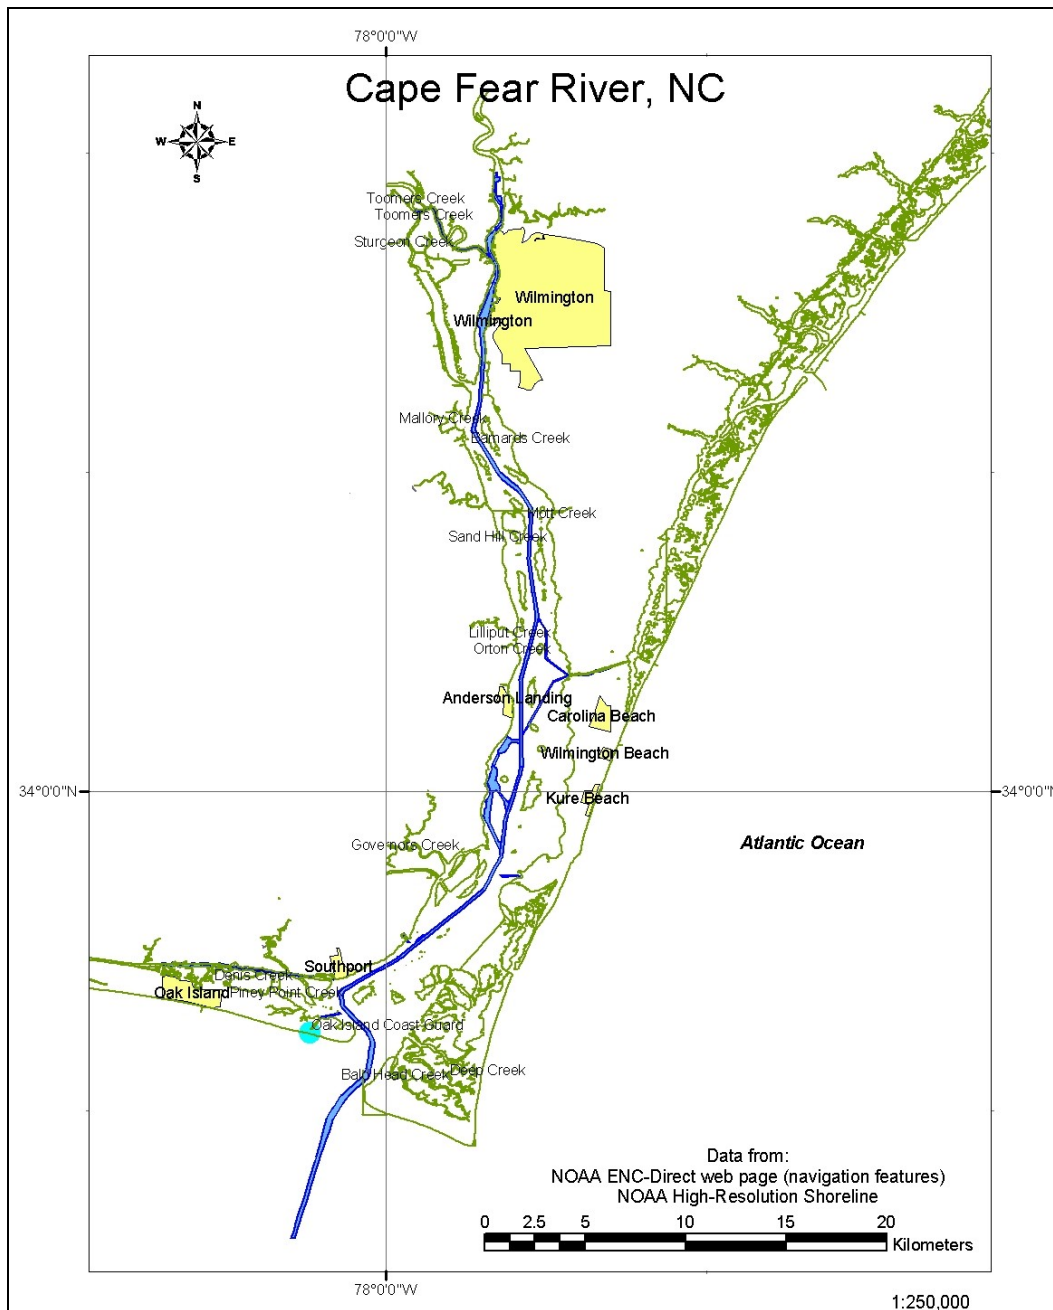 78°0'0"W
Cape Fear River, NC
N
W E
S
Toomers Creek
Toomers Creek
Sturgeon Creek
Wilmington
Wilmington
Mallory Creek
Barnards Creek
Mott Creek
Sand Hill Creek
Lilliput Creek
Orton Creek
Anderson Landing
Carolina Beach
Wilmington Beach
34°0'0"N 34°0'0"N
Kure Beach
Atlantic Ocean
Governors Creek
Southport
Denis Creek
Oak Island
Piney Point Creek
Oak Island Coast Guard
Deep Creek
Bald Head Creek
Data from:
NOAA ENC-Direct web page (navigation features)
NOAA High-Resolution Shoreline
0 2.5 5 10 15 20
Kilometers
78°0'0"W
1:250,000